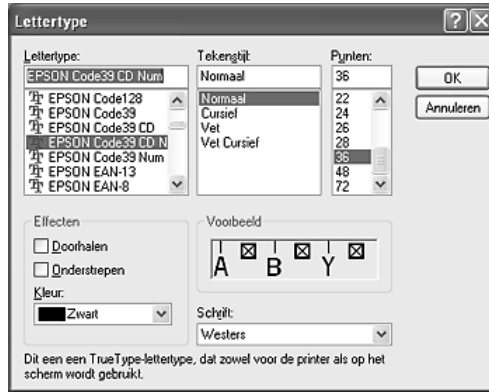 Lettertype
Lettertype:
Tekenstijl:
Punten:
EPSON Code39 CD Num
Normaal
36
OK
Annuleren
EPSON Code128
EPSON Code39
EPSON Code39 CD
EPSON Code39 CD N
EPSON Code39 Num
EPSON EAN-13
EPSON EAN-8
Normaal
Cursief
Vet
Vet Cursief
22
24
26
28
36
48
72
Effecten
Doorhalen
Onderstrepen
Kleur:
Zwart
Voorbeeld
A B Y
Schrift:
Westers
Dit een een TrueType-lettertype, dat zowel voor de printer als op het
scherm wordt gebruikt.